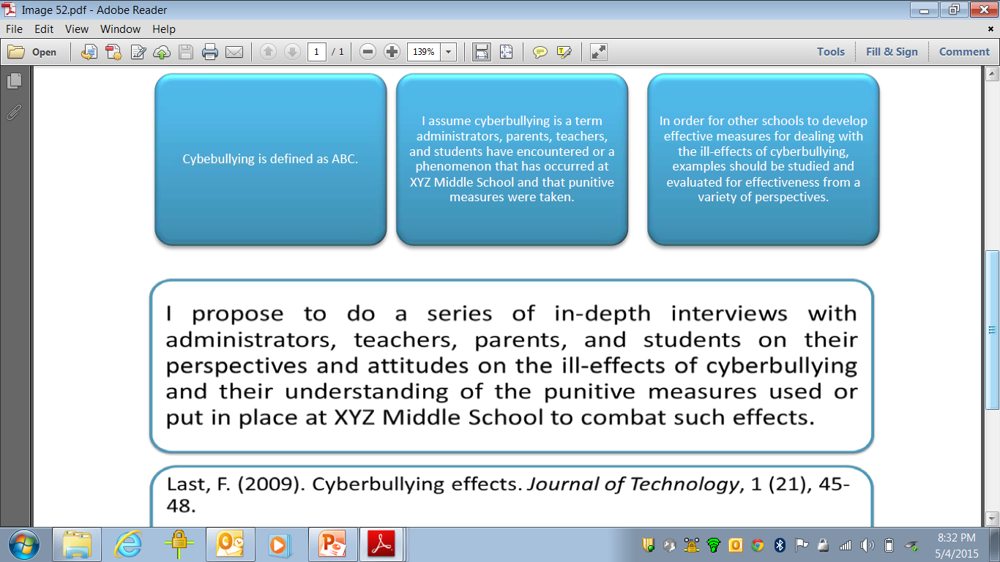 Image 52.pdf - Adobe Reader
File Edit View Window Help
Open 1 / 1 139% Tools Fill & Sign Comment
Cybebullying is defined as ABC.
I assume cyberbullying is a term
administrators, parents, teachers,
and students have encountered or a
phenomenon that has occurred at
XYZ Middle School and that punitive
measures were taken.
In order for other schools to develop
effective measures for dealing with
the ill-effects of cyberbullying,
examples should be studied and
evaluated for effectiveness from a
variety of perspectives.
I propose to do a series of in-depth interviews with
administrators, teachers, parents, and students on their
perspectives and attitudes on the ill-effects of cyberbullying
and their understanding of the punitive measures used or
put in place at XYZ Middle School to combat such effects.
Last, F. (2009). Cyberbullying effects. Journal of Technology, 1 (21), 45-
48.
8:32 PM
5/4/2015